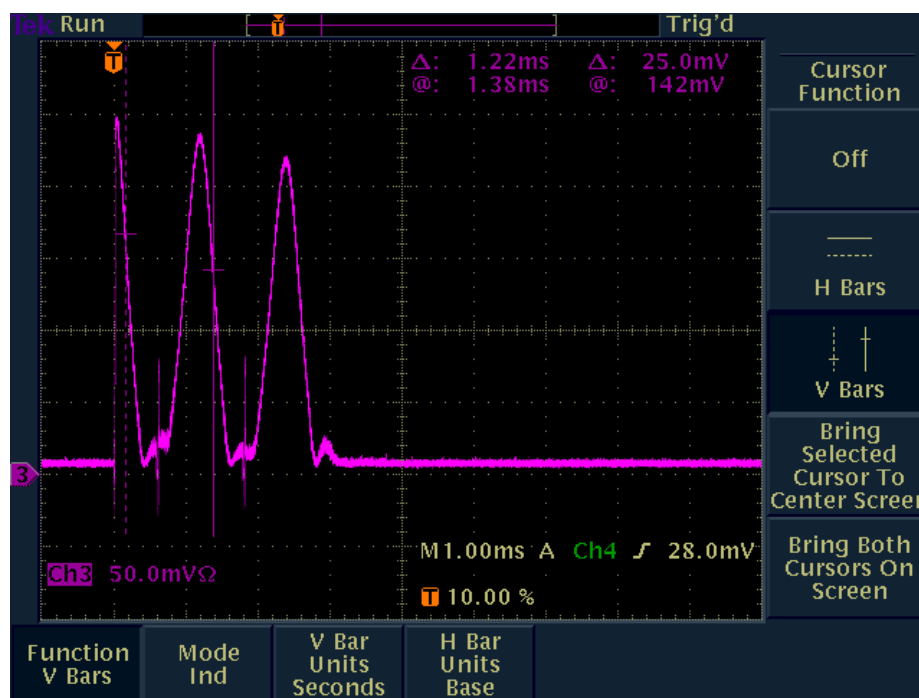 Tek Run
T
Trig'd
T
Δ: 1.22ms Δ: 25.0mV
@: 1.38ms @: 142mV
Cursor
Function
Off
H Bars
V Bars
Bring
Selected
Cursor To
Center Screen
Bring Both
Cursors On
Screen
3
M1.00ms A Ch4 28.0mV
Ch3 50.0mVΩ
T 10.00 %
Function
V Bars
Mode
Ind
V Bar
Units
Seconds
H Bar
Units
Base